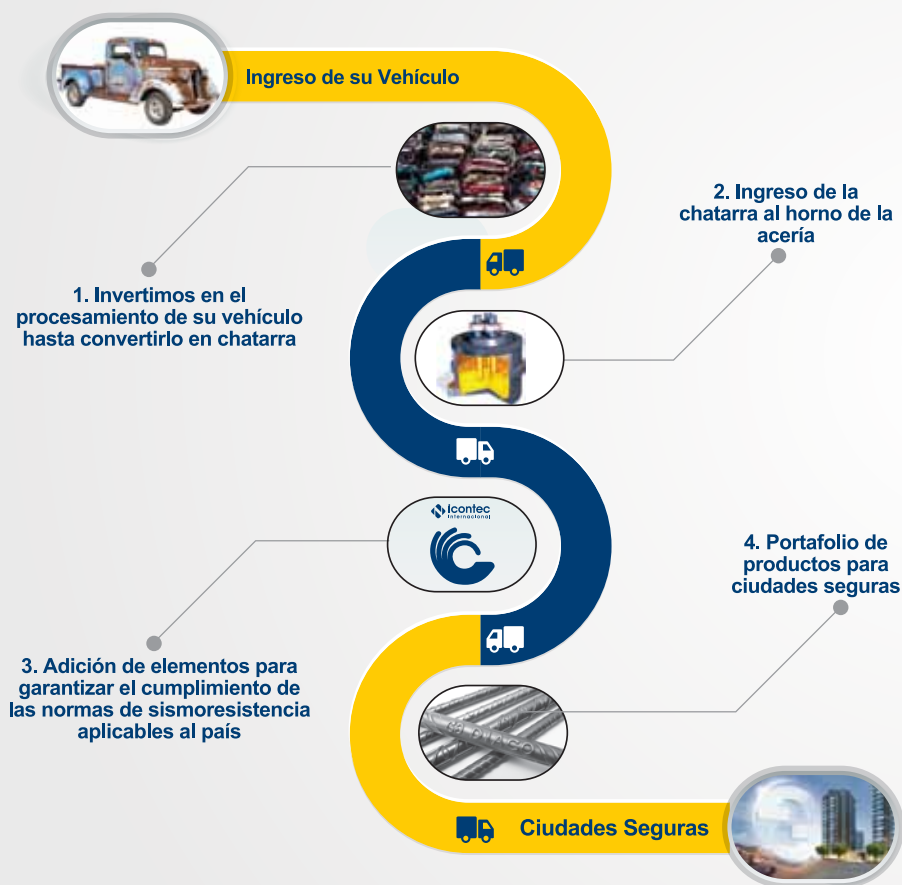 Ingreso de su Vehículo
2. Ingreso de la
chatarra al horno de la
acería
1. Invertimos en el
procesamiento de su vehículo
hasta convertirlo en chatarra
Icontec
Internacional
4. Portafolio de
productos para
ciudades seguras
3. Adición de elementos para
garantizar el cumplimiento de
las normas de sismoresistencia
aplicables al país
DIACO
Ciudades Seguras